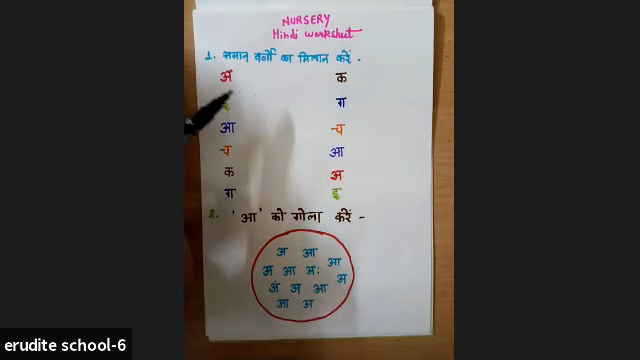 NURSERY
Hindi worksheet
1. समान वर्णों का मिलान करें -
अ क
ग
आ च
च आ
क अ
ग इ
2. 'आ' को गोला करें -
अ आ
अ आ अः आ
अं अ आ अ
आ अ
erudite school-6